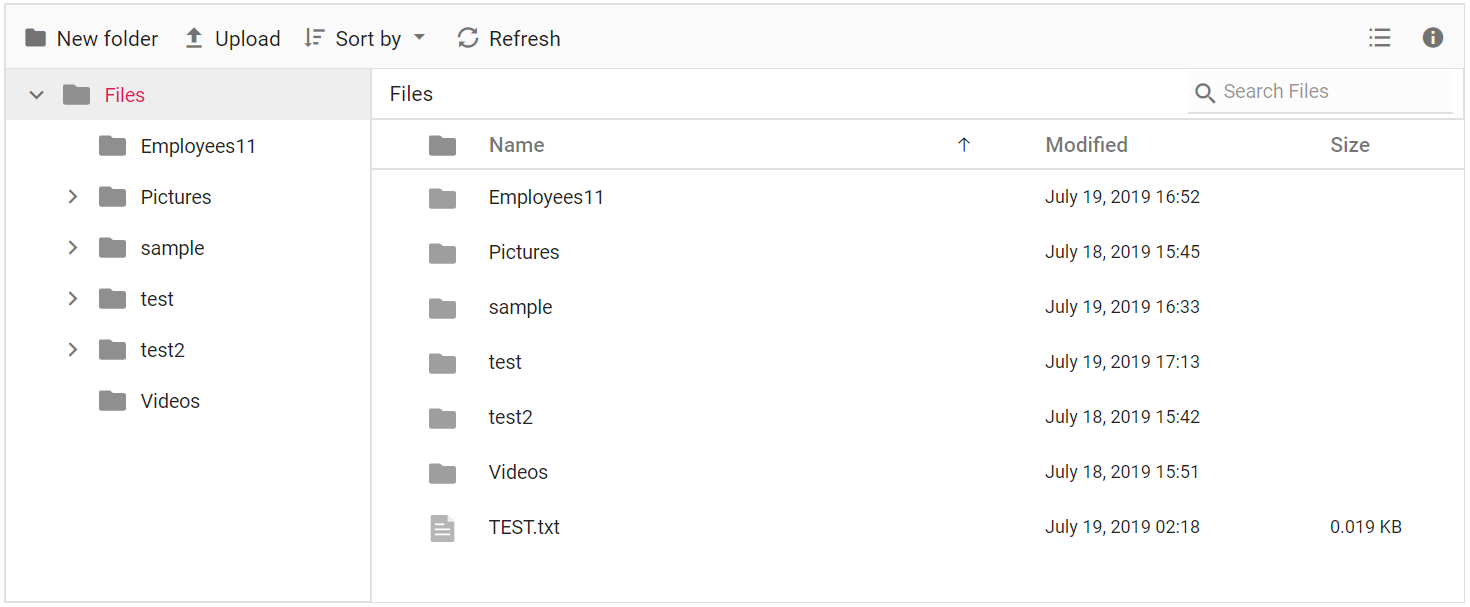 New folder Upload Sort by Refresh
Files
Employees11
Pictures
sample
test
test2
Videos
Files Search Files
Name Modified Size
Employees11 July 19, 2019 16:52
Pictures July 18, 2019 15:45
sample July 19, 2019 16:33
test July 19, 2019 17:13
test2 July 18, 2019 15:42
Videos July 18, 2019 15:51
TEST.txt July 19, 2019 02:18 0.019 KB